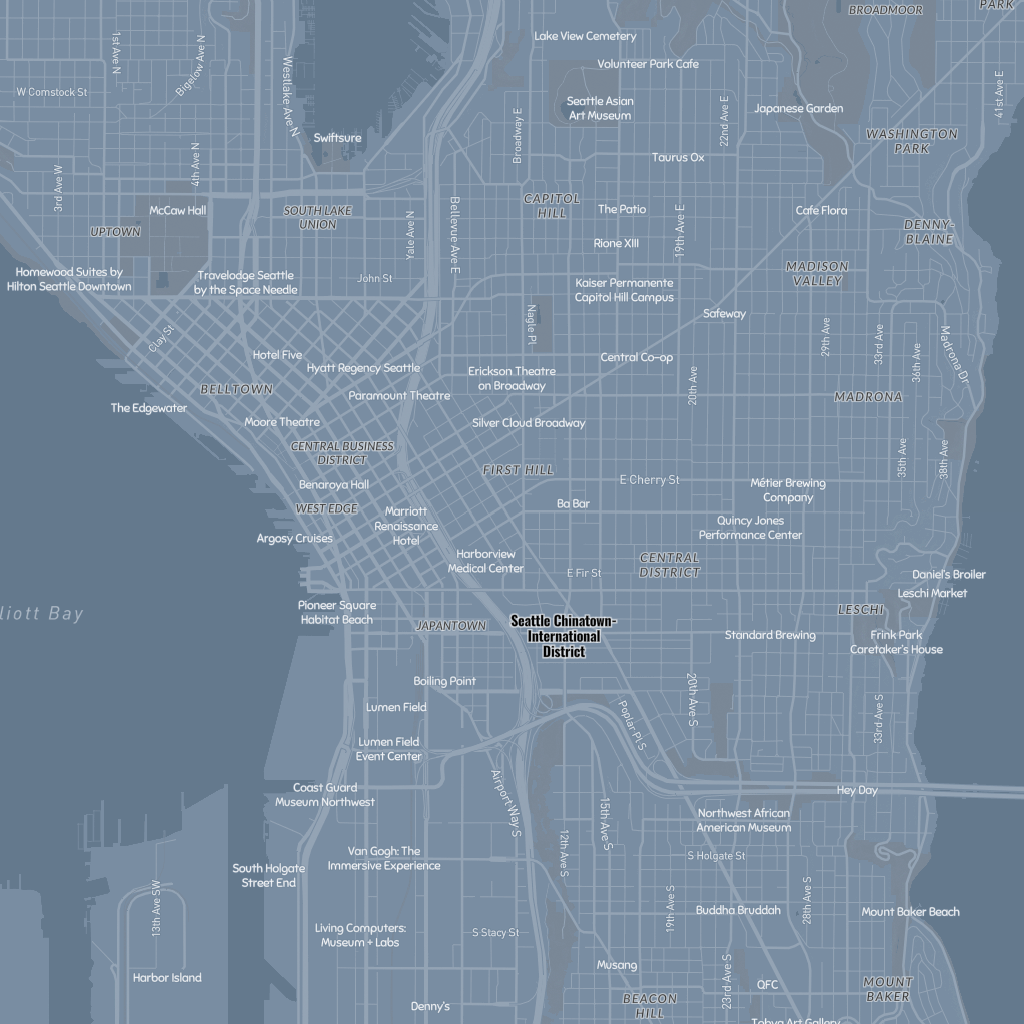 BROADMOOR
PARK
Lake View Cemetery
1st Ave N
Bigelow Ave N
Westlake Ave N
Volunteer Park Cafe
W Comstock St
Seattle Asian
Art Museum
Broadway E
22nd Ave E
Japanese Garden
41st Ave E
Swiftsure
WASHINGTON
PARK
Taurus Ox
3rd Ave W
4th Ave N
McCaw Hall
SOUTH LAKE
UNION
CAPITOL
HILL
The Patio
Cafe Flora
UPTOWN
Yale Ave N
Bellevue Ave E
19th Ave E
DENNY-
BLAINE
Rione XIII
Homewood Suites by
Hilton Seattle Downtown
Travelodge Seattle
by the Space Needle
John St
Kaiser Permanente
Capitol Hill Campus
MADISON
VALLEY
Safeway
Nagle Pl
Clay St
29th Ave
33rd Ave
36th Ave
Madrona Dr
Hotel Five
Hyatt Regency Seattle
Erickson Theatre
on Broadway
Central Co-op
20th Ave
BELLTOWN
Paramount Theatre
MADRONA
The Edgewater
Moore Theatre
Silver Cloud Broadway
CENTRAL BUSINESS
DISTRICT
FIRST HILL
35th Ave
38th Ave
Benaroya Hall
E Cherry St
Métier Brewing
Company
WEST EDGE
Marriott
Renaissance
Hotel
Ba Bar
Quincy Jones
Performance Center
Argosy Cruises
Harborview
Medical Center
E Fir St
CENTRAL
DISTRICT
Daniel's Broiler
Leschi Market
lliott Bay
Pioneer Square
Habitat Beach
JAPANTOWN
Seattle Chinatown-
International
District
LESCHI
Standard Brewing
Frink Park
Caretaker's House
Boiling Point
Lumen Field
20th Ave S
Poplar Pl S
33rd Ave S
Lumen Field
Event Center
Coast Guard
Museum Northwest
Airport Way S
Hey Day
Northwest African
American Museum
12th Ave S
15th Ave S
Van Gogh: The
Immersive Experience
S Holgate St
South Holgate
Street End
13th Ave SW
19th Ave S
28th Ave S
Buddha Bruddah
Mount Baker Beach
Living Computers:
Museum + Labs
S Stacy St
Harbor Island
Musang
23rd Ave S
QFC
MOUNT
BAKER
Denny's
BEACON
HILL
Tobya Art Gallery